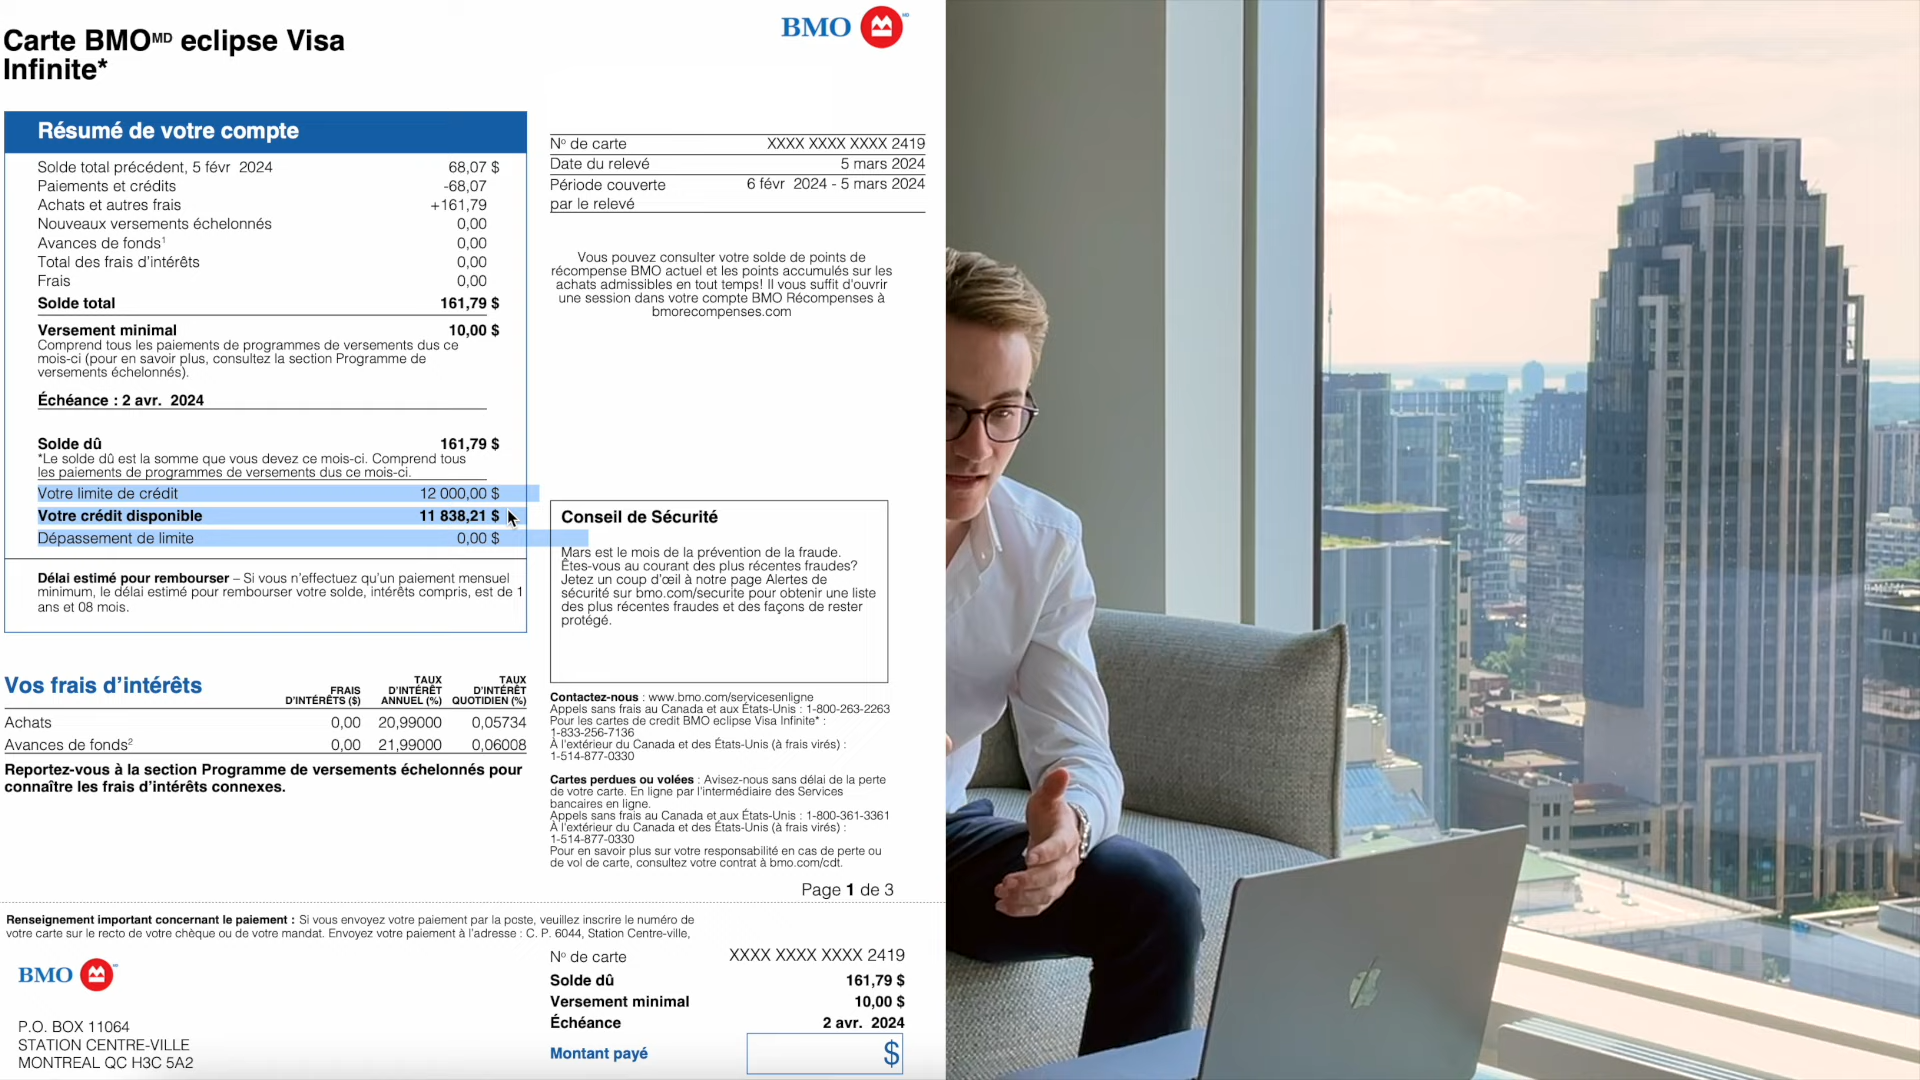 Carte BMOᴹᴰ eclipse Visa
Infinite*
BMO
MD
Résumé de votre compte
Solde total précédent, 5 févr 2024 68,07 $
Paiements et crédits -68,07
Achats et autres frais +161,79
Nouveaux versements échelonnés 0,00
Avances de fonds¹ 0,00
Total des frais d'intérêts 0,00
Frais 0,00
Solde total 161,79 $
Versement minimal 10,00 $
Comprend tous les paiements de programmes de versements dus ce
mois-ci (pour en savoir plus, consultez la section Programme de
versements échelonnés).
Échéance : 2 avr. 2024
Solde dû 161,79 $
*Le solde dû est la somme que vous devez ce mois-ci. Comprend tous
les paiements de programmes de versements dus ce mois-ci.
Votre limite de crédit 12 000,00 $
Votre crédit disponible 11 838,21 $
Dépassement de limite 0,00 $
Délai estimé pour rembourser – Si vous n'effectuez qu'un paiement mensuel
minimum, le délai estimé pour rembourser votre solde, intérêts compris, est de 1
ans et 08 mois.
Vos frais d'intérêts
FRAIS
D'INTÉRÊTS ($)
TAUX
D'INTÉRÊT
ANNUEL (%)
TAUX
D'INTÉRÊT
QUOTIDIEN (%)
Achats 0,00 20,99000 0,05734
Avances de fonds² 0,00 21,99000 0,06008
Reportez-vous à la section Programme de versements échelonnés pour
connaître les frais d'intérêts connexes.
Nº de carte XXXX XXXX XXXX 2419
Date du relevé 5 mars 2024
Période couverte 6 févr 2024 - 5 mars 2024
par le relevé
Vous pouvez consulter votre solde de points de
récompense BMO actuel et les points accumulés sur les
achats admissibles en tout temps! Il vous suffit d'ouvrir
une session dans votre compte BMO Récompenses à
bmorecompenses.com
Conseil de Sécurité
Mars est le mois de la prévention de la fraude.
Êtes-vous au courant des plus récentes fraudes?
Jetez un coup d'œil à notre page Alertes de
sécurité sur bmo.com/securite pour obtenir une liste
des plus récentes fraudes et des façons de rester
protégé.
Contactez-nous : www.bmo.com/servicesenligne
Appels sans frais au Canada et aux États-Unis : 1-800-263-2263
Pour les cartes de credit BMO eclipse Visa Infinite* :
1-833-256-7136
À l'extérieur du Canada et des États-Unis (à frais virés) :
1-514-877-0330
Cartes perdues ou volées : Avisez-nous sans délai de la perte
de votre carte. En ligne par l'intermédiaire des Services
bancaires en ligne.
Appels sans frais au Canada et aux États-Unis : 1-800-361-3361
À l'extérieur du Canada et des États-Unis (à frais virés) :
1-514-877-0330
Pour en savoir plus sur votre responsabilité en cas de perte ou
de vol de carte, consultez votre contrat à bmo.com/cdt.
Page 1 de 3
Renseignement important concernant le paiement : Si vous envoyez votre paiement par la poste, veuillez inscrire le numéro de
votre carte sur le recto de votre chèque ou de votre mandat. Envoyez votre paiement à l'adresse : C. P. 6044, Station Centre-ville,
BMO
P.O. BOX 11064
STATION CENTRE-VILLE
MONTREAL QC H3C 5A2
Nº de carte XXXX XXXX XXXX 2419
Solde dû 161,79 $
Versement minimal 10,00 $
Échéance 2 avr. 2024
Montant payé $